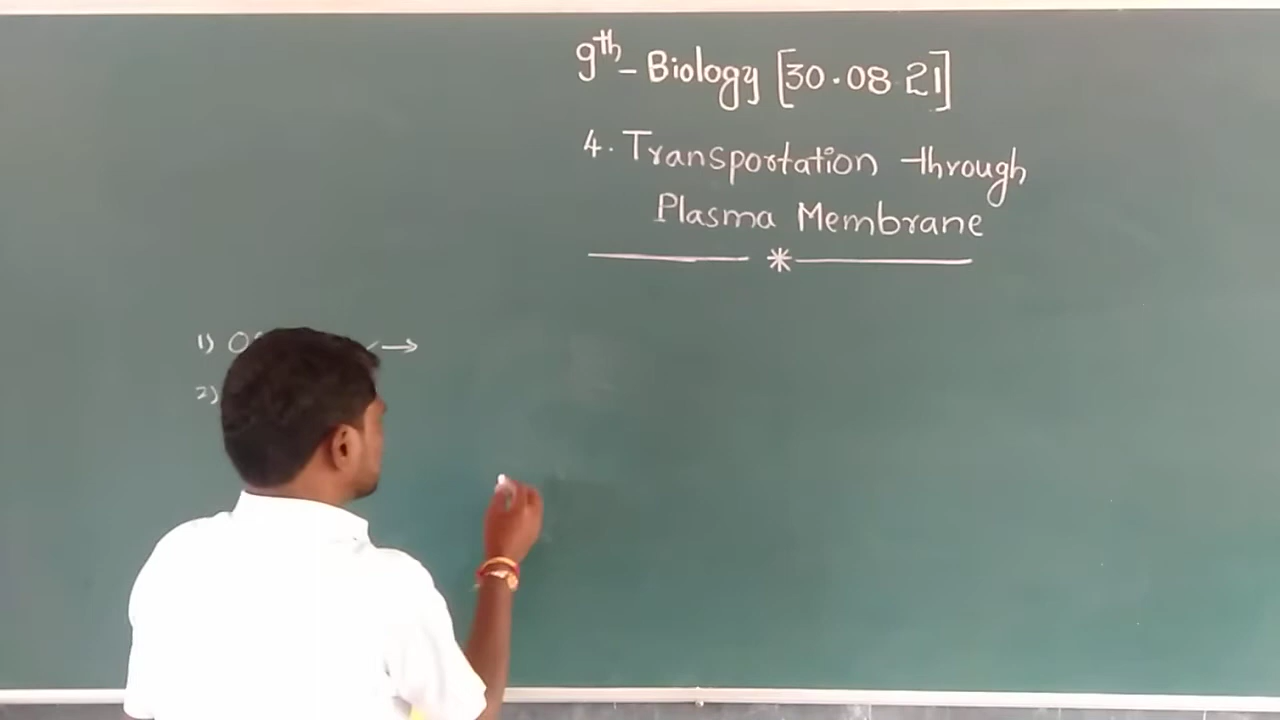 9th - Biology [30.08.21]
4. Transportation through
Plasma Membrane
1)
2)